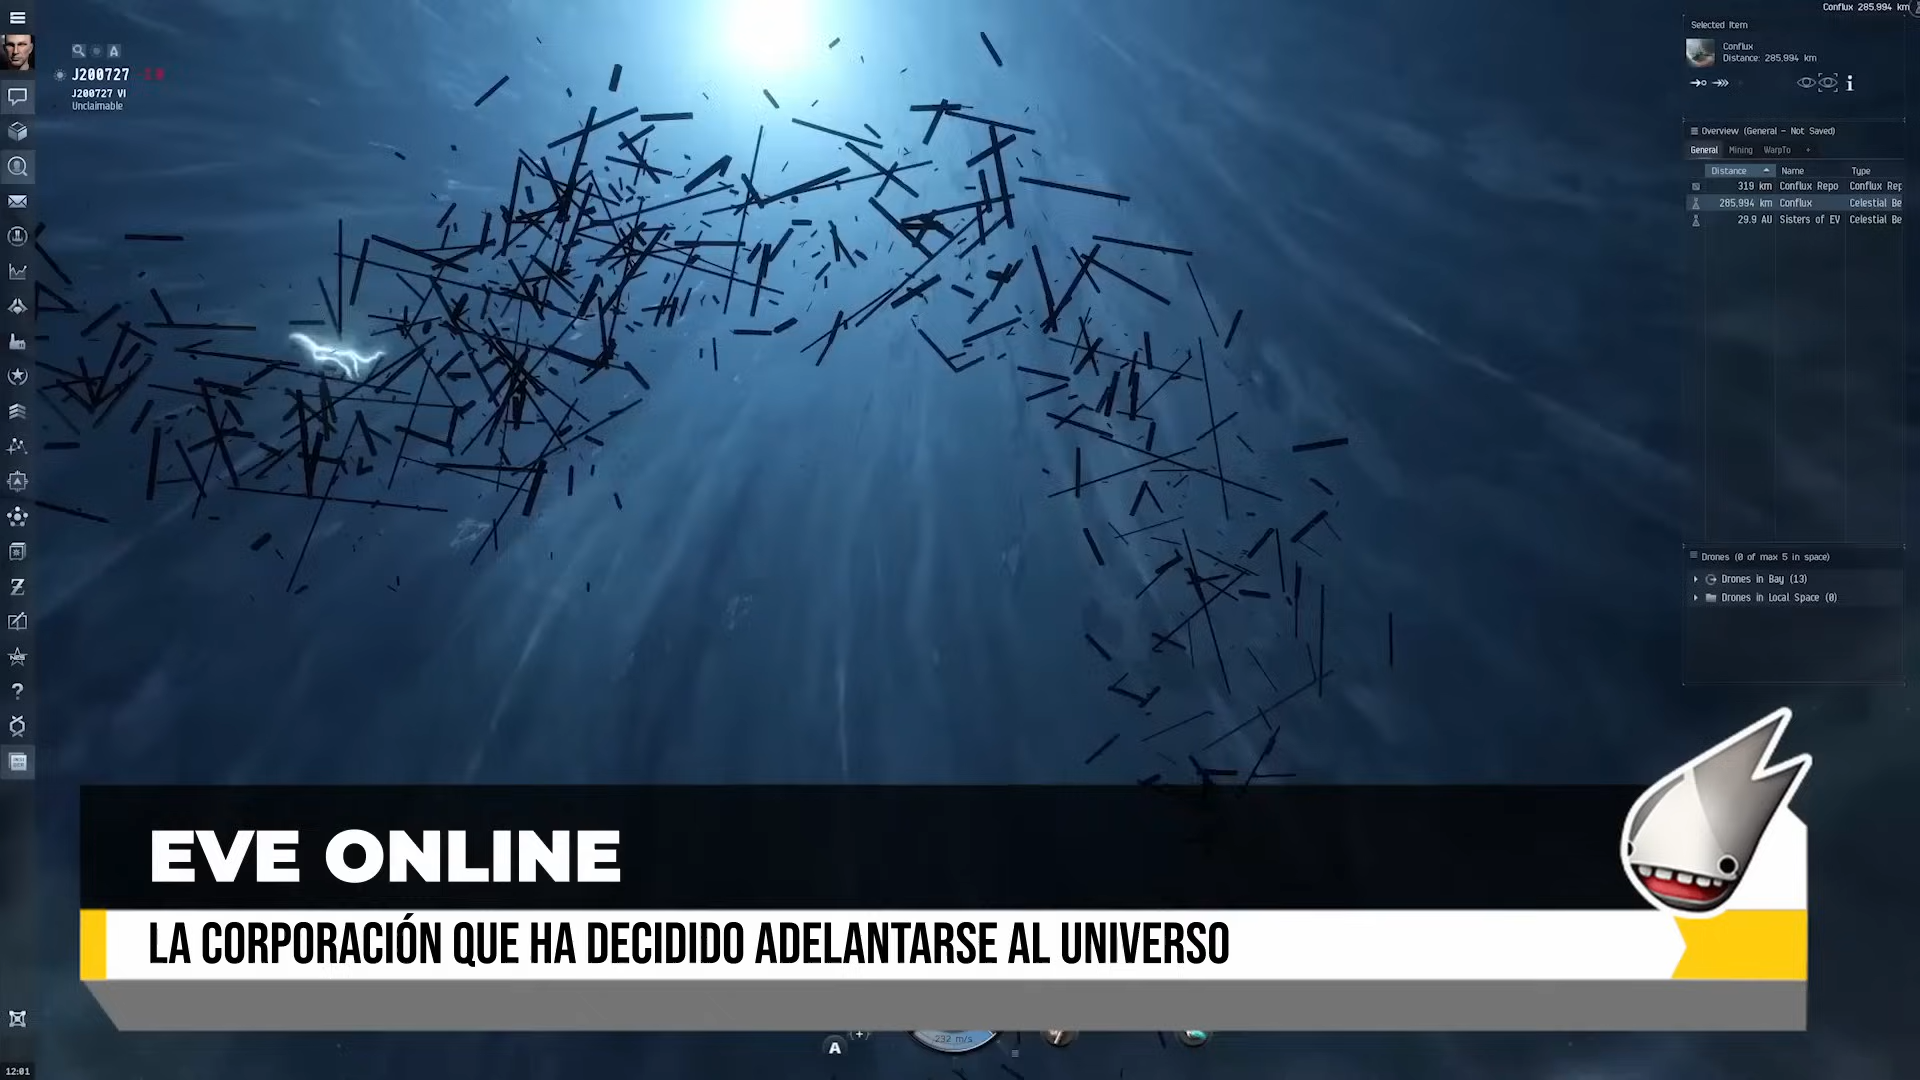 Conflux 285,994 km
Selected Item
Conflux
Distance: 285,994 km
A
J200727
J200727 VI
Unclaimable
Overview (General - Not Saved)
General Mining WarpTo +
Distance Name Type
319 km Conflux Repo Conflux Rep
285,994 km Conflux Celestial Be
29.9 AU Sisters of EV Celestial Be
Drones (0 of max 5 in space)
Drones in Bay (13)
Drones in Local Space (0)
NES
?
EVE ONLINE
LA CORPORACIÓN QUE HA DECIDIDO ADELANTARSE AL UNIVERSO
232 m/s
A
12:01